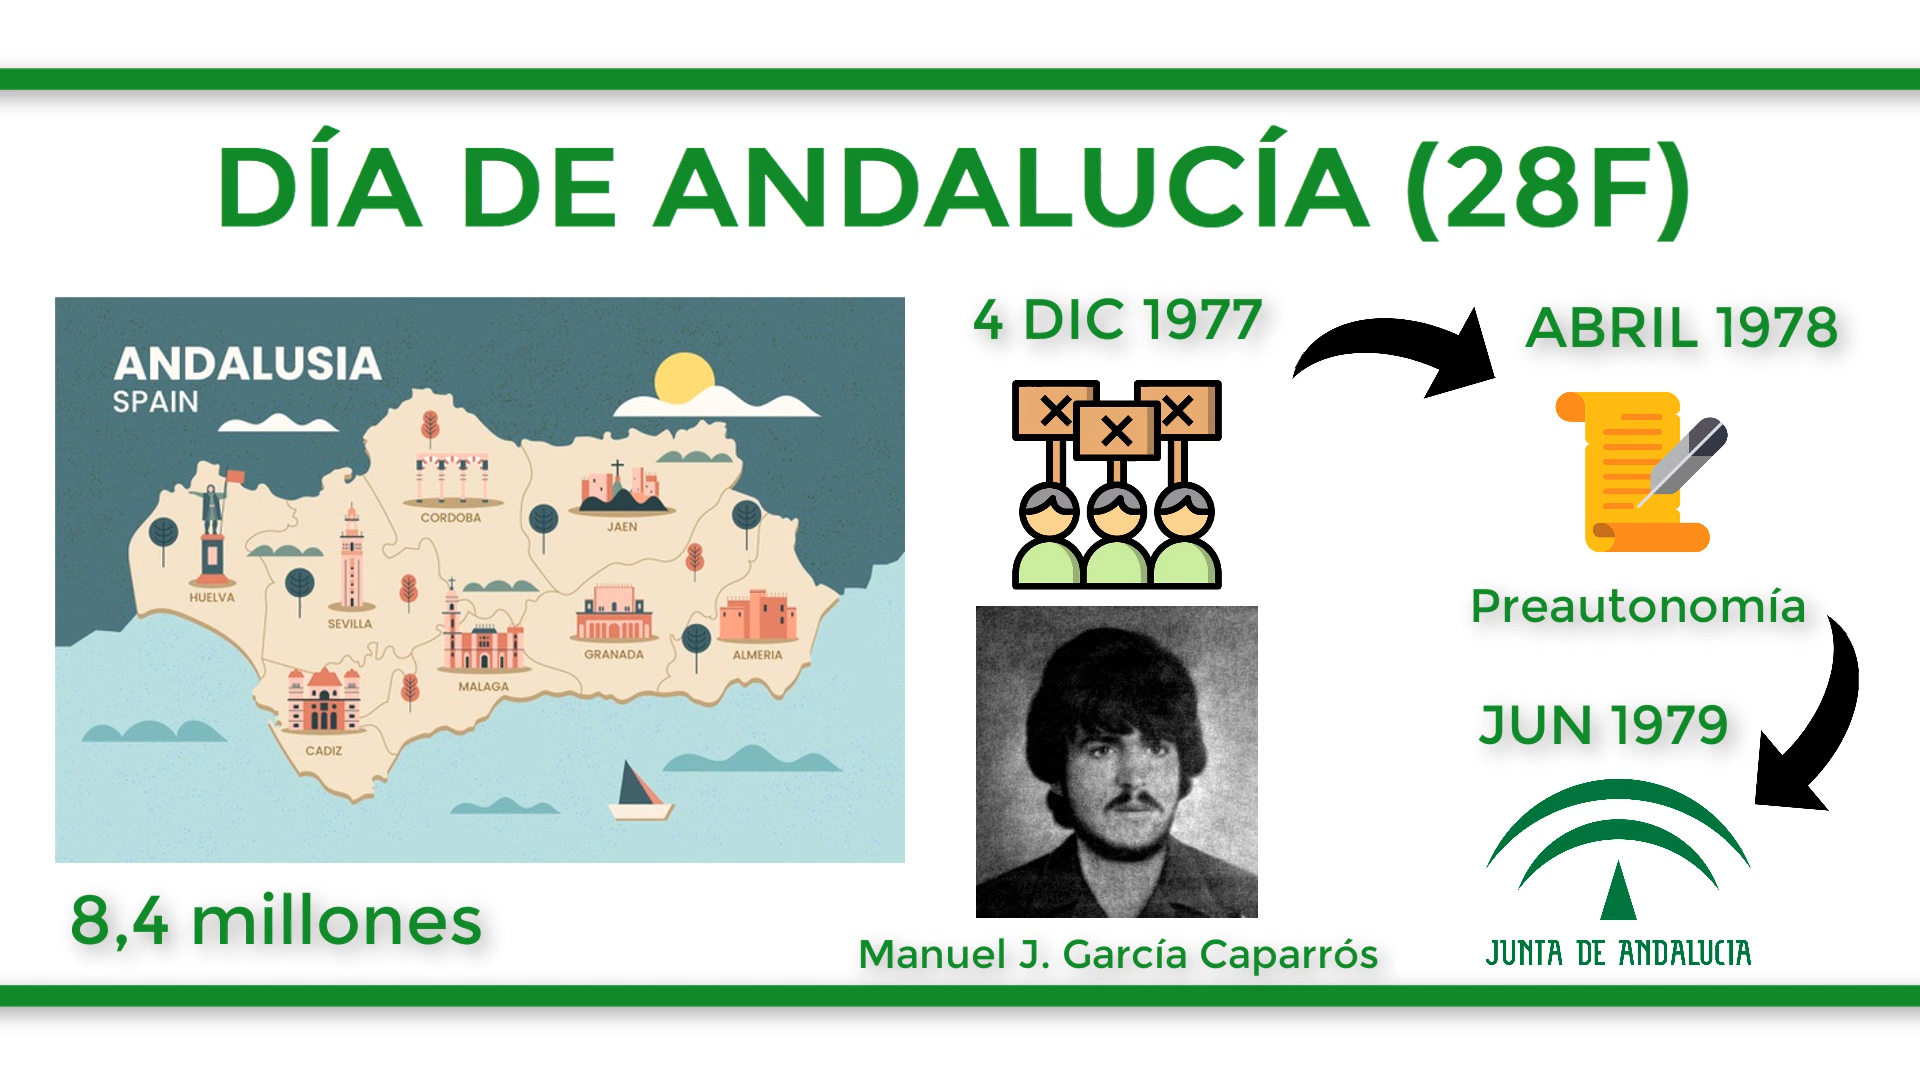 DÍA DE ANDALUCÍA (28F)
ANDALUSIA
SPAIN
CORDOBA
JAEN
HUELVA
SEVILLA
GRANADA
ALMERIA
MALAGA
CADIZ
8,4 millones
4 DIC 1977
Manuel J. García Caparrós
ABRIL 1978
Preautonomía
JUN 1979
JUNTA DE ANDALUCIA